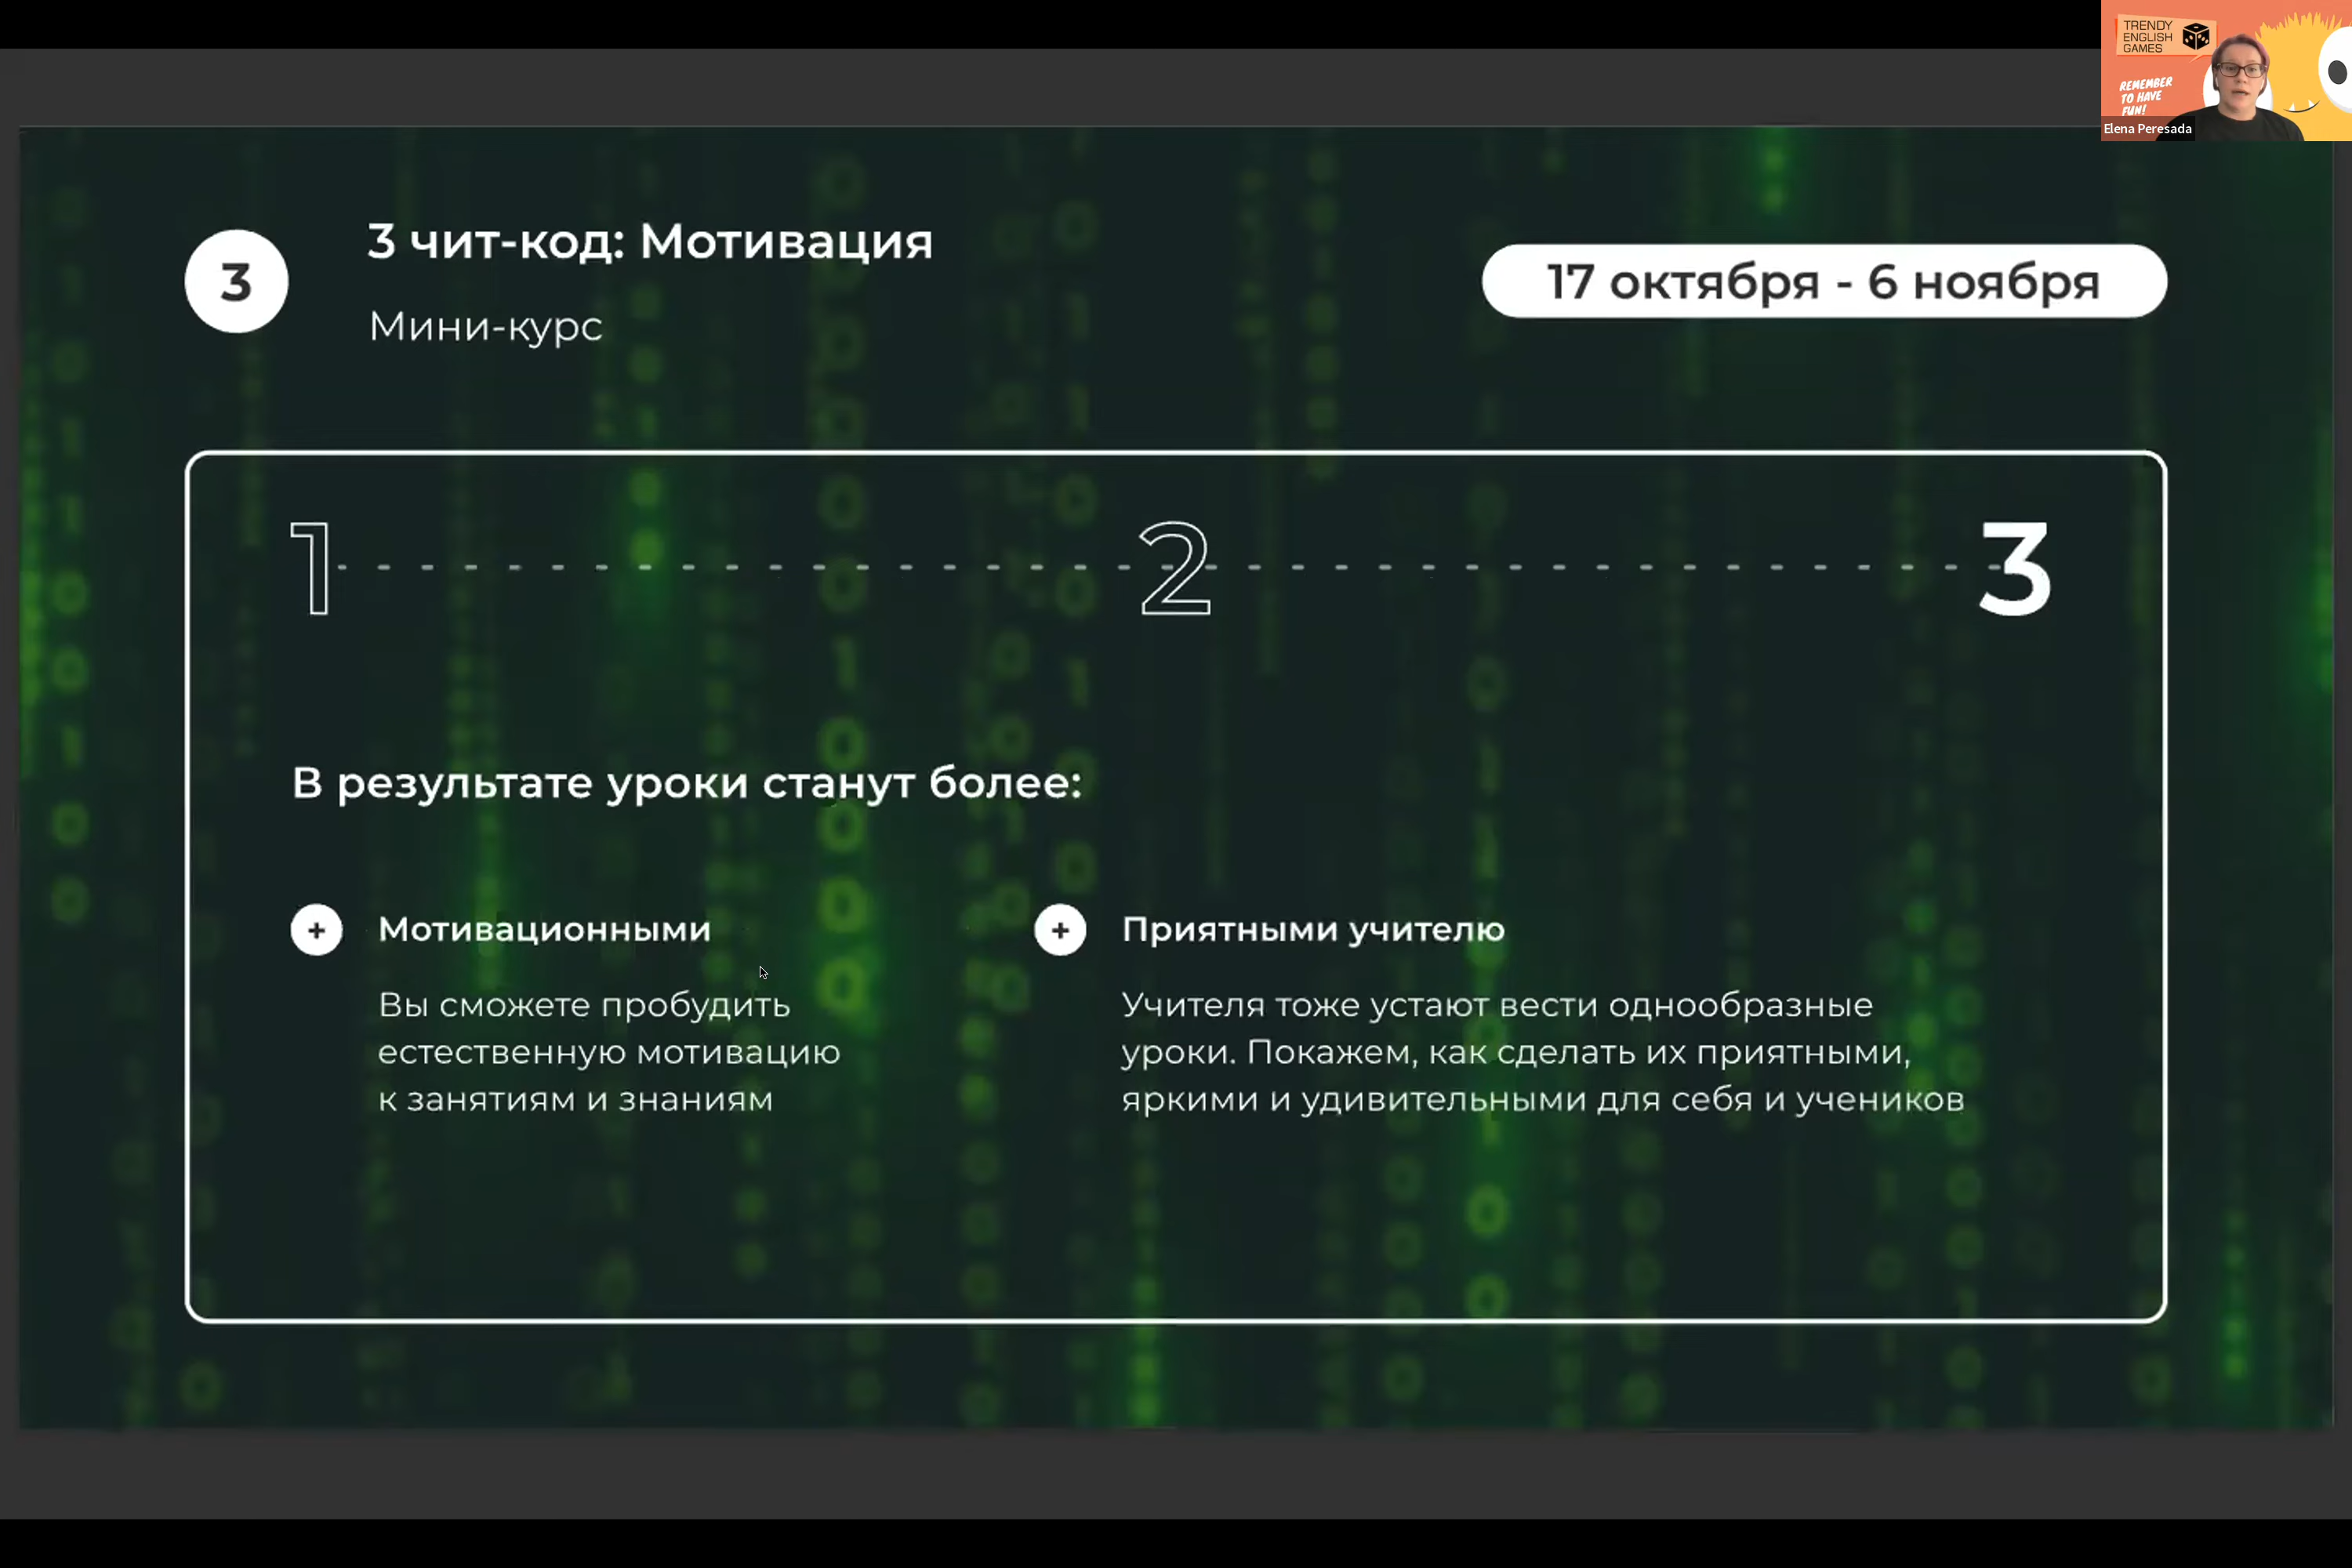 TRENDY
ENGLISH
GAMES
REMEMBER
TO HAVE
FUN!
Elena Peresada
3
3 чит-код: Мотивация
Мини-курс
17 октября - 6 ноября
1
2
3
В результате уроки станут более:
+ Мотивационными
Вы сможете пробудить
естественную мотивацию
к занятиям и знаниям
+ Приятными учителю
Учителя тоже устают вести однообразные
уроки. Покажем, как сделать их приятными,
яркими и удивительными для себя и учеников